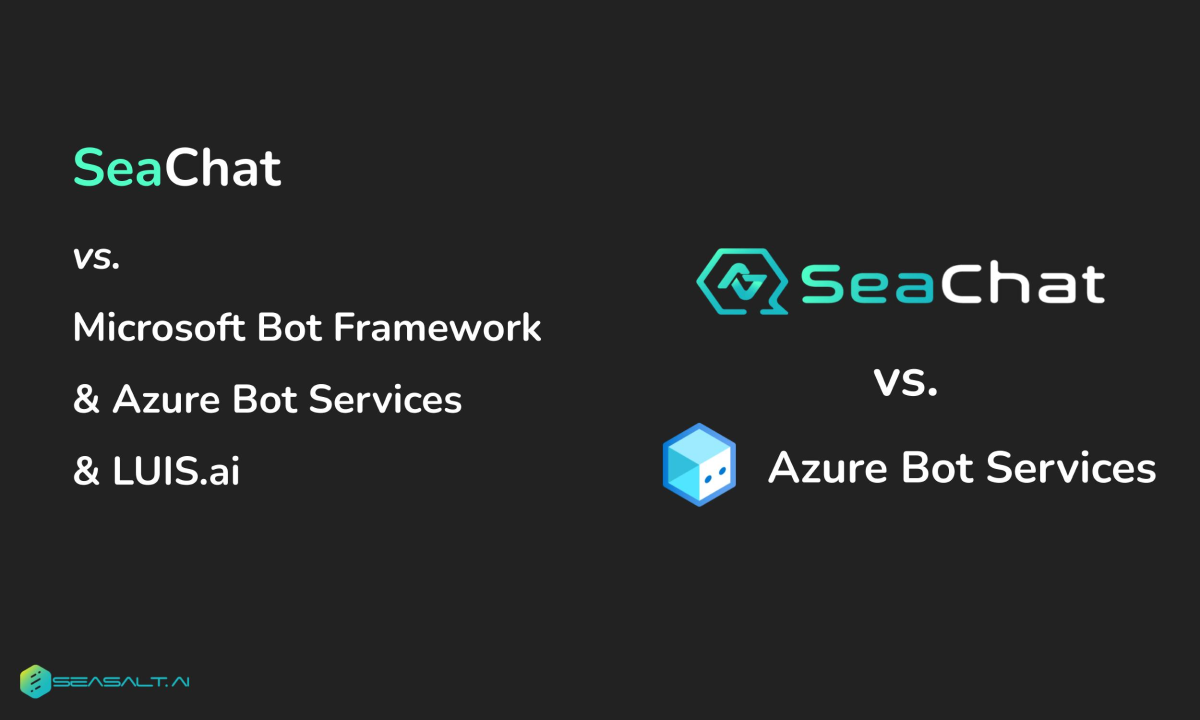 SeaChat
vs.
Microsoft Bot Framework
& Azure Bot Services
& LUIS.ai
SeaChat
vs.
Azure Bot Services
SEASALT.AI